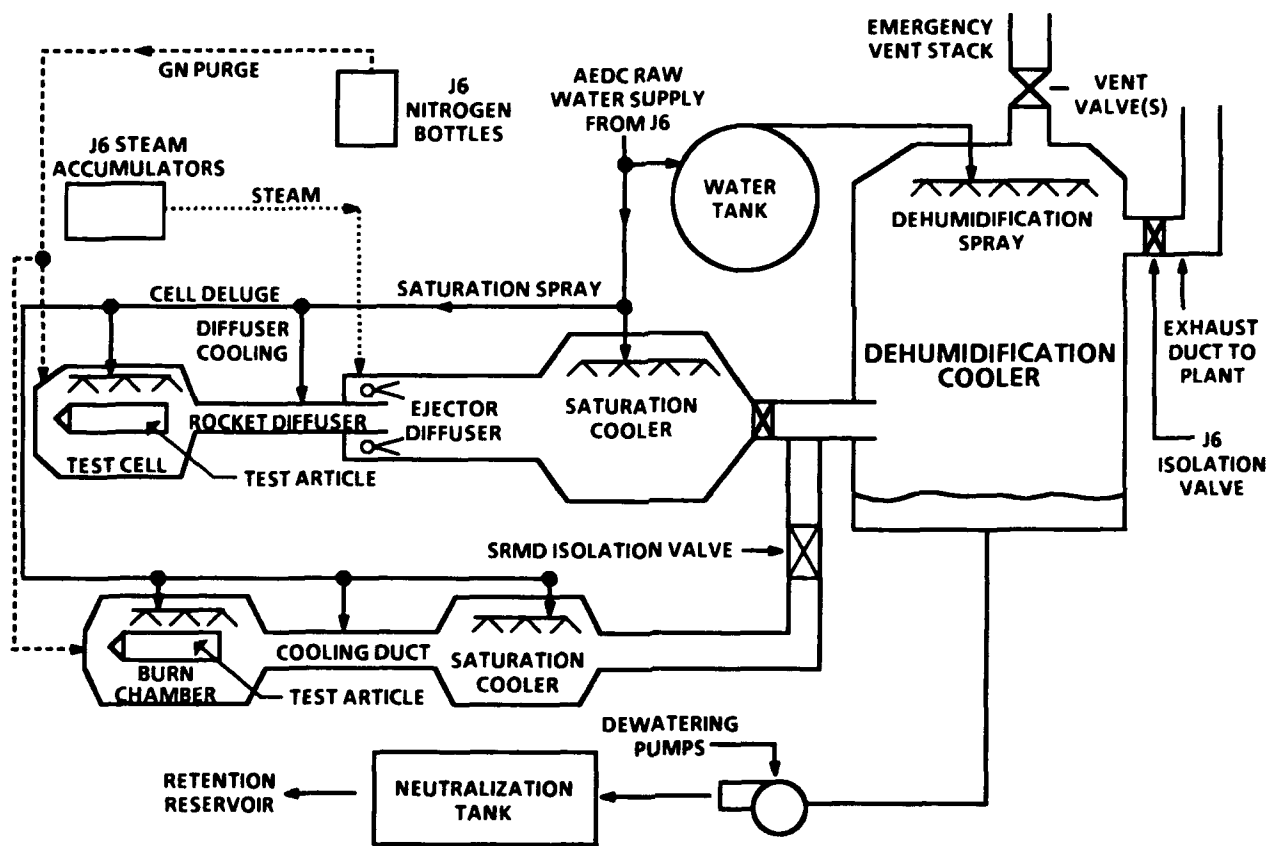 EMERGENCY
VENT STACK
GN PURGE
J6
NITROGEN
BOTTLES
AEDC RAW
WATER SUPPLY
FROM J6
VENT
VALVE(S)
J6 STEAM
ACCUMULATORS
STEAM
WATER
TANK
DEHUMIDIFICATION
SPRAY
CELL DELUGE
SATURATION SPRAY
DIFFUSER
COOLING
EXHAUST
DUCT TO
PLANT
DEHUMIDIFICATION
COOLER
ROCKET DIFFUSER
EJECTOR
DIFFUSER
SATURATION
COOLER
TEST CELL
TEST ARTICLE
J6
ISOLATION
VALVE
SRMD ISOLATION VALVE
COOLING DUCT
SATURATION
COOLER
BURN
CHAMBER
TEST ARTICLE
DEWATERING
PUMPS
RETENTION
RESERVOIR
NEUTRALIZATION
TANK